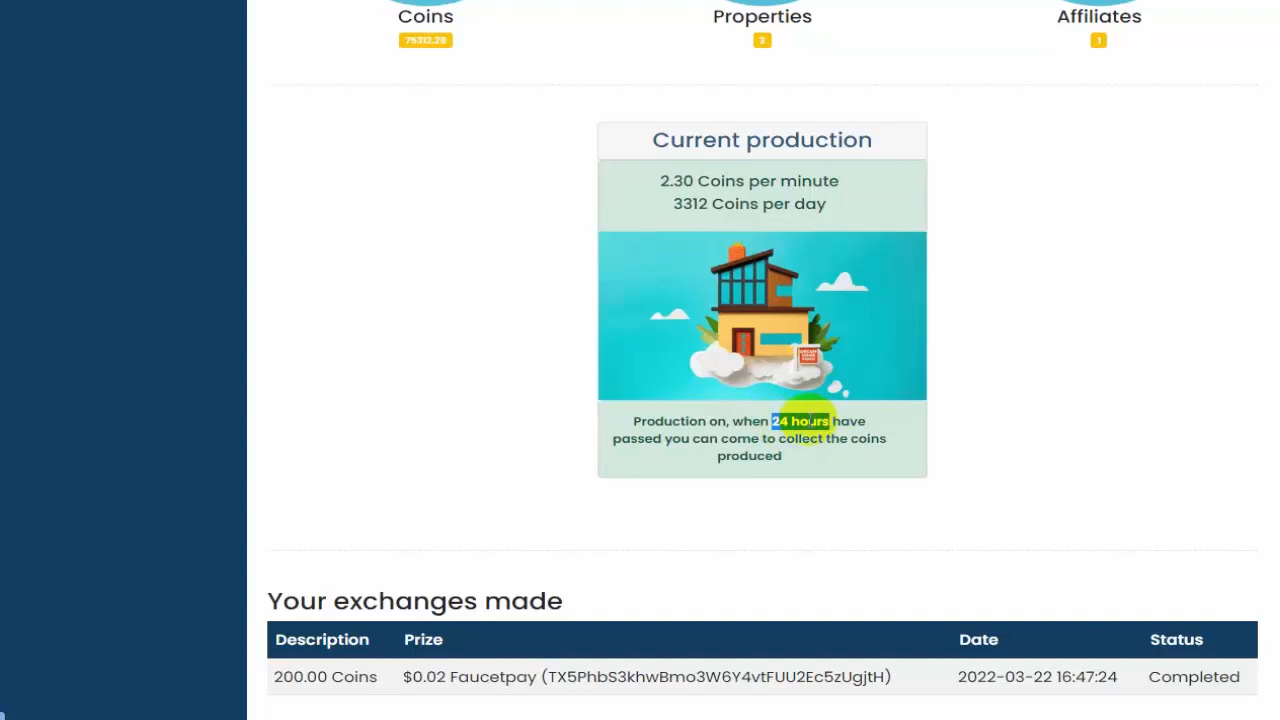 Coins
Properties
Affiliates
75312.28
3
1
Current production
2.30 Coins per minute
3312 Coins per day
Production on, when 24 hours have
passed you can come to collect the coins
produced
Your exchanges made
Description Prize Date Status
200.00 Coins $0.02 Faucetpay (TX5PhbS3khwBmo3W6Y4vtFUU2Ec5zUgjtH) 2022-03-22 16:47:24 Completed